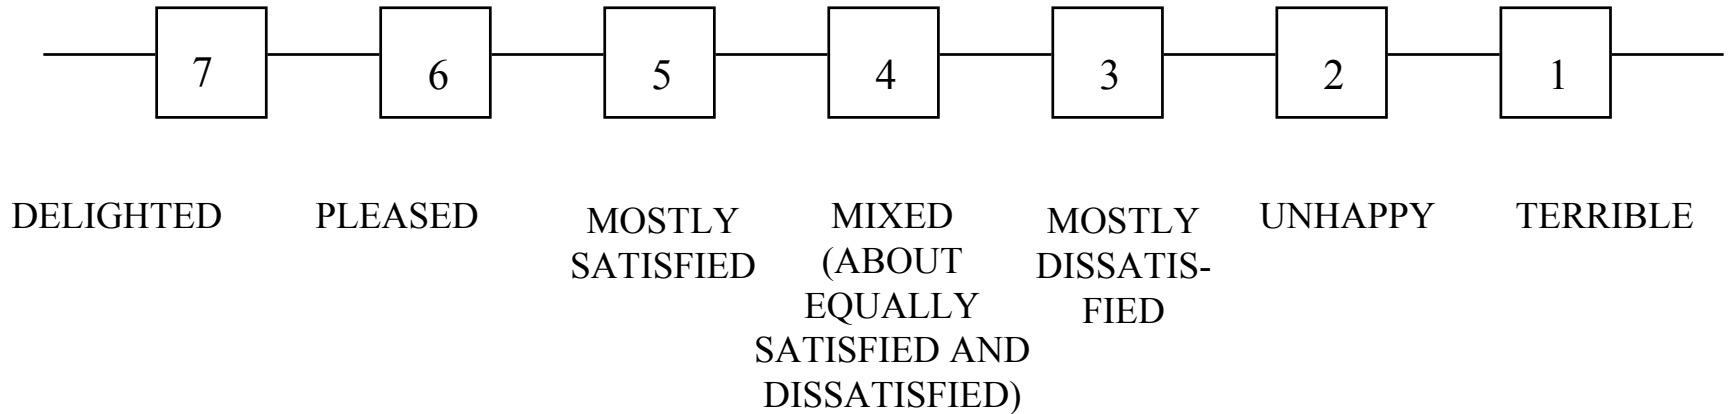 7 6 5 4 3 2 1
DELIGHTED PLEASED MOSTLY MIXED MOSTLY UNHAPPY TERRIBLE
SATISFIED (ABOUT DISSATIS-
EQUALLY FIED
SATISFIED AND
DISSATISFIED)